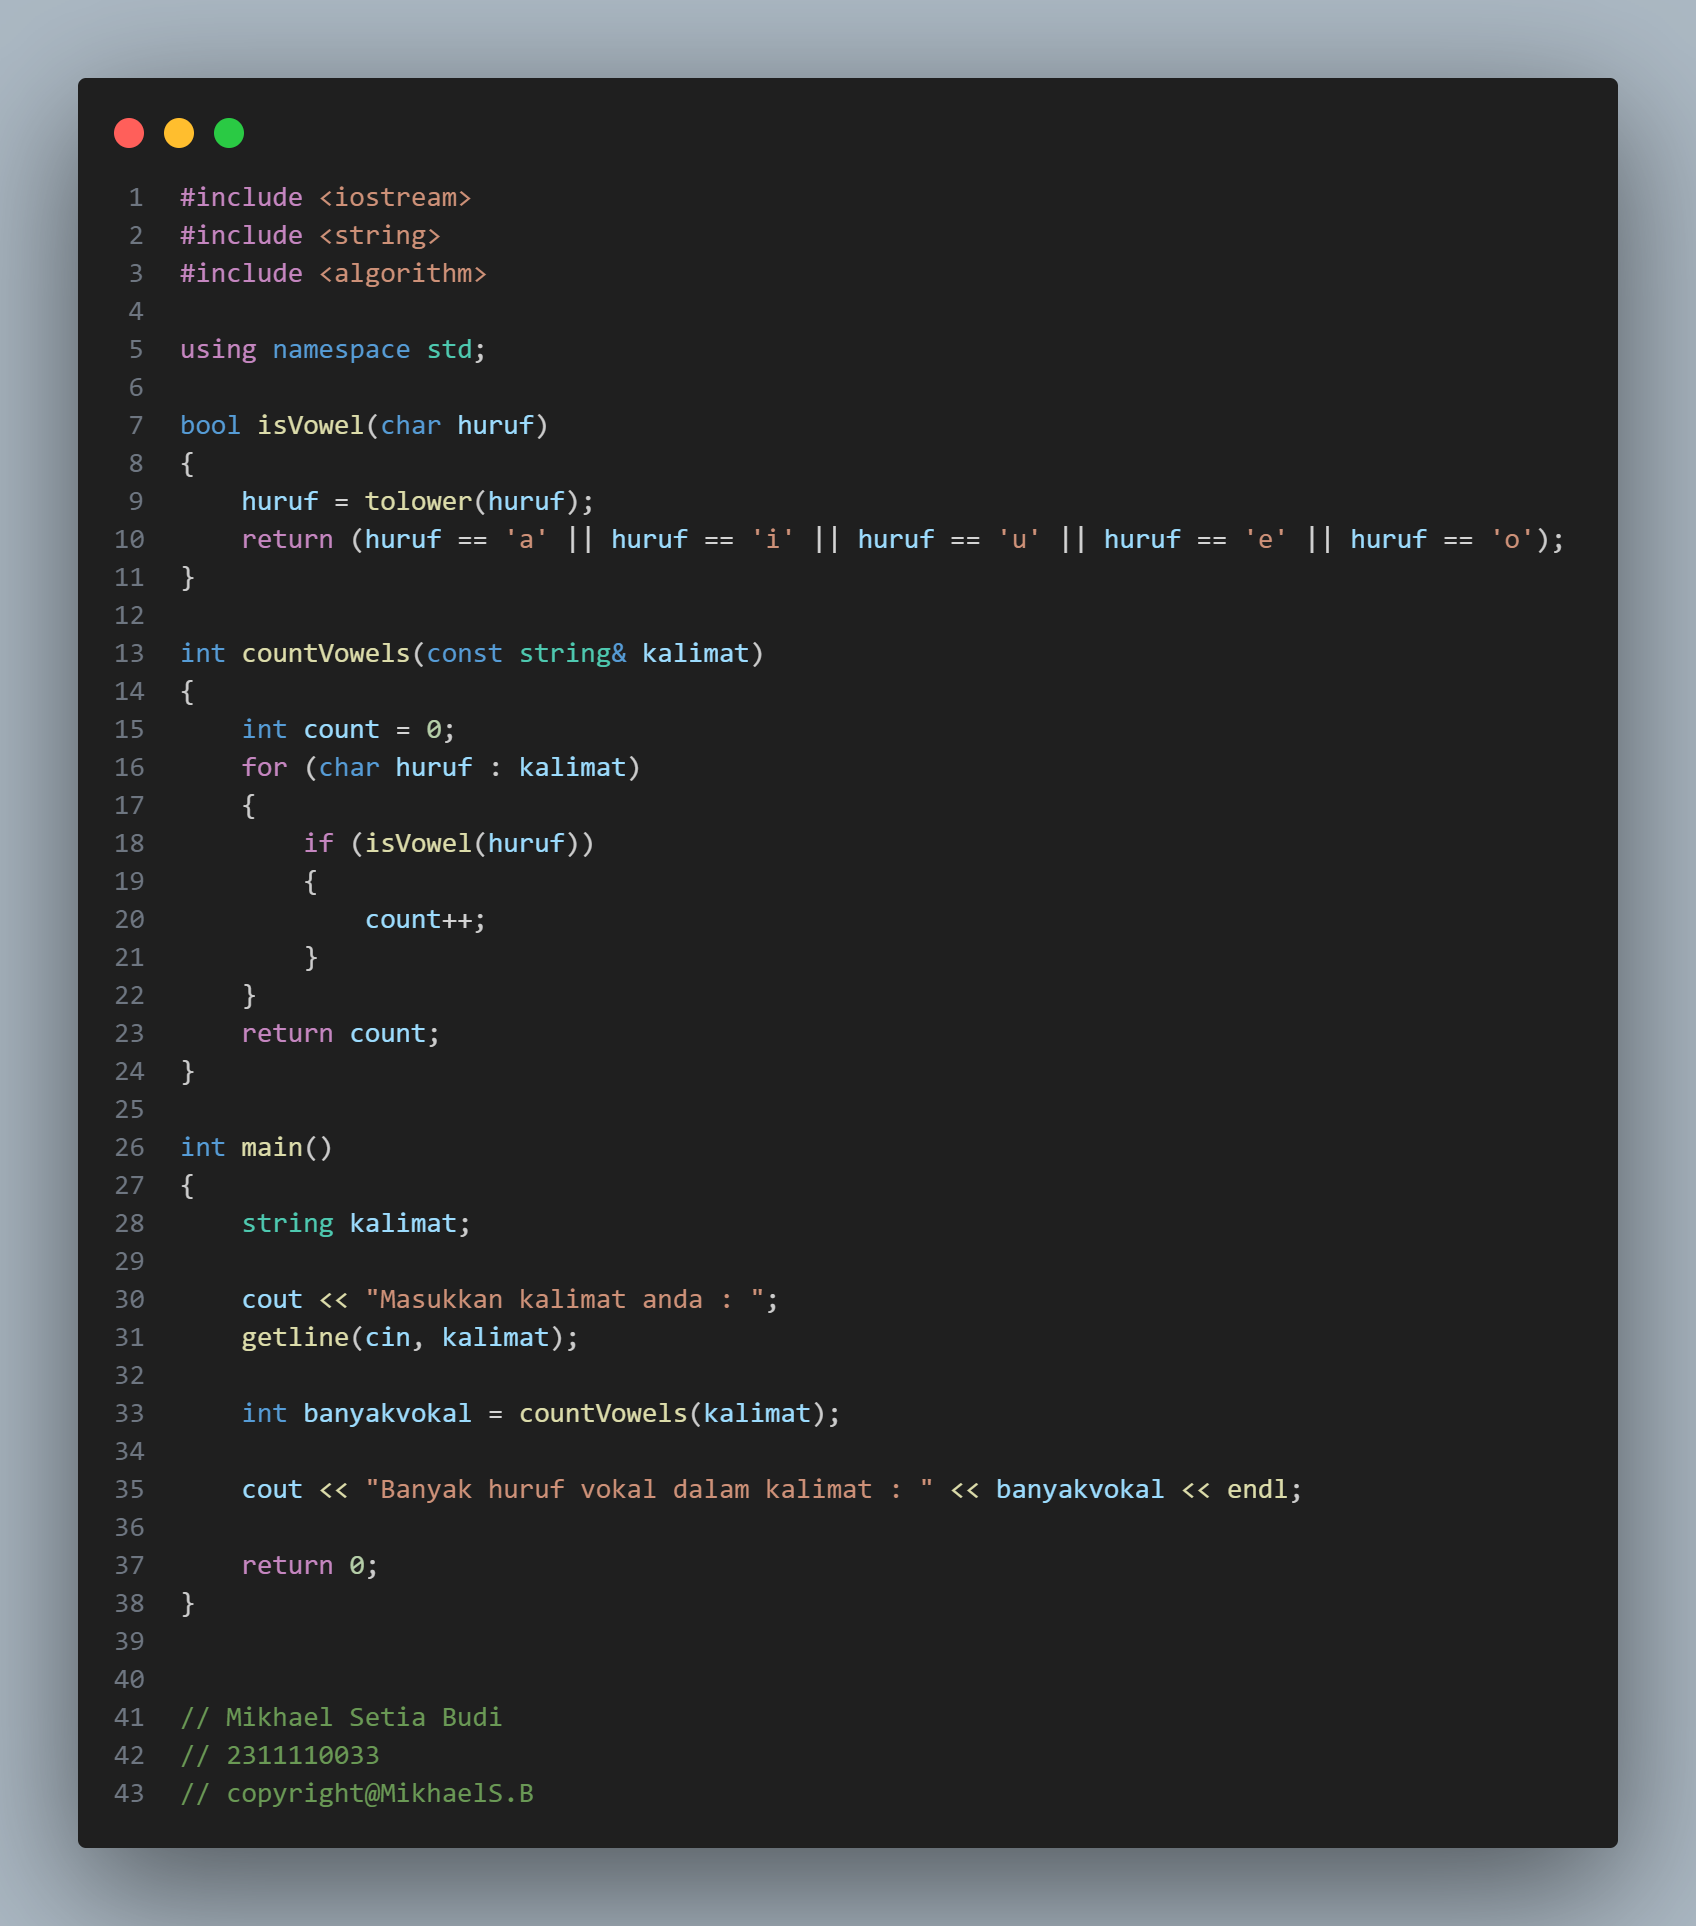 1 #include <iostream>
2 #include <string>
3 #include <algorithm>
4
5 using namespace std;
6
7 bool isVowel(char huruf)
8 {
9     huruf = tolower(huruf);
10     return (huruf == 'a' || huruf == 'i' || huruf == 'u' || huruf == 'e' || huruf == 'o');
11 }
12
13 int countVowels(const string& kalimat)
14 {
15     int count = 0;
16     for (char huruf : kalimat)
17     {
18         if (isVowel(huruf))
19         {
20             count++;
21         }
22     }
23     return count;
24 }
25
26 int main()
27 {
28     string kalimat;
29
30     cout << "Masukkan kalimat anda : ";
31     getline(cin, kalimat);
32
33     int banyakvokal = countVowels(kalimat);
34
35     cout << "Banyak huruf vokal dalam kalimat : " << banyakvokal << endl;
36
37     return 0;
38 }
39
40
41 // Mikhael Setia Budi
42 // 2311110033
43 // copyright@MikhaelS.B